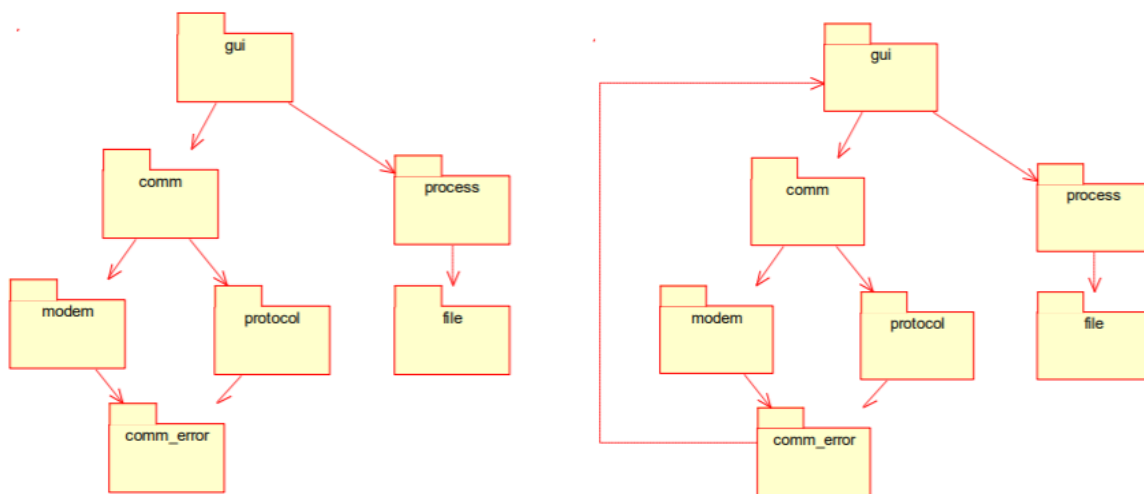 gui
comm
process
modem
protocol
file
comm_error
gui
comm
process
modem
protocol
file
comm_error